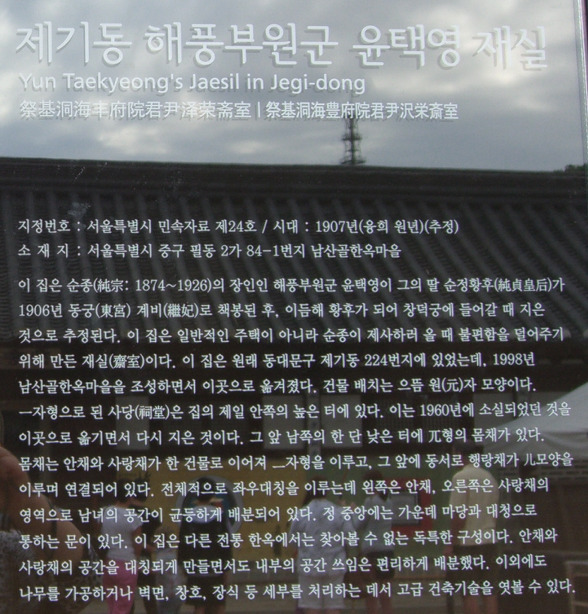 제기동 해풍부원군 윤택영 재실
Yun Taekyeong's Jaesil in Jegi-dong
祭基洞海丰府院君尹泽荣斋室 | 祭基洞海豊府院君尹沢栄斎室
지정번호 : 서울특별시 민속자료 제24호 / 시대 : 1907년(융희 원년)(추정)
소 재 지 : 서울특별시 중구 필동 2가 84-1번지 남산골한옥마을
이 집은 순종(純宗: 1874~1926)의 장인인 해풍부원군 윤택영이 그의 딸 순정황후(純貞皇后)가
1906년 동궁(東宮) 계비(繼妃)로 책봉된 후, 이듬해 황후가 되어 창덕궁에 들어갈 때 지은
것으로 추정된다. 이 집은 일반적인 주택이 아니라 순종이 제사하러 올 때 불편함을 덜어주기
위해 만든 재실(齋室)이다. 이 집은 원래 동대문구 제기동 224번지에 있었는데, 1998년
남산골한옥마을을 조성하면서 이곳으로 옮겨졌다. 건물 배치는 으뜸 원(元)자 모양이다.
一자형으로 된 사당(祠堂)은 집의 제일 안쪽의 높은 터에 있다. 이는 1960년에 소실되었던 것을
이곳으로 옮기면서 다시 지은 것이다. 그 앞 남쪽의 한 단 낮은 터에 兀형의 몸채가 있다.
몸채는 안채와 사랑채가 한 건물로 이어져 一자형을 이루고, 그 앞에 동서로 행랑채가 儿모양을
이루며 연결되어 있다. 전체적으로 좌우대칭을 이루는데 왼쪽은 안채, 오른쪽은 사랑채의
영역으로 남녀의 공간이 균등하게 배분되어 있다. 정 중앙에는 가운데 마당과 대청으로
통하는 문이 있다. 이 집은 다른 전통 한옥에서는 찾아볼 수 없는 독특한 구성이다. 안채와
사랑채의 공간을 대칭되게 만들면서도 내부의 공간 쓰임은 편리하게 배분했다. 이외에도
나무를 가공하거나 벽면, 창호, 장식 등 세부를 처리하는 데서 고급 건축기술을 엿볼 수 있다.